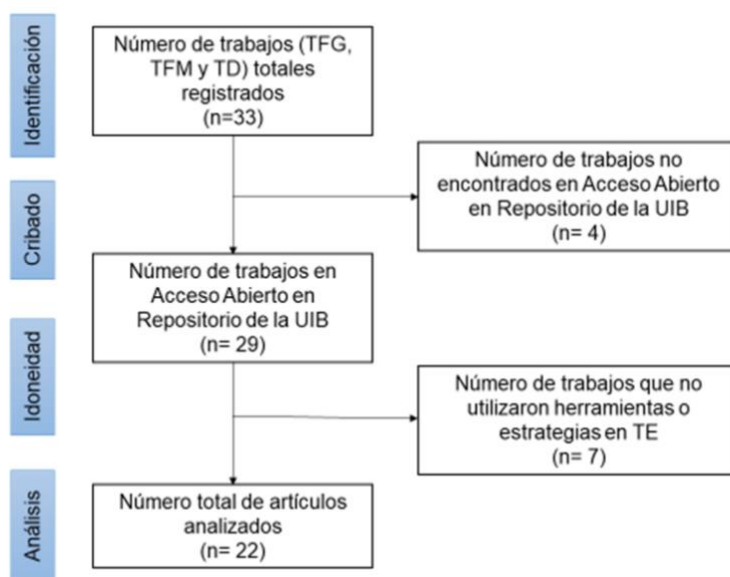 Identificación
Número de trabajos (TFG,
TFM y TD) totales
registrados
(n=33)
Número de trabajos no
encontrados en Acceso Abierto
en Repositorio de la UIB
(n= 4)
Cribado
Número de trabajos en
Acceso Abierto en
Repositorio de la UIB
(n= 29)
Idoneidad
Número de trabajos que no
utilizaron herramientas o
estrategias en TE
(n= 7)
Análisis
Número total de artículos
analizados
(n= 22)